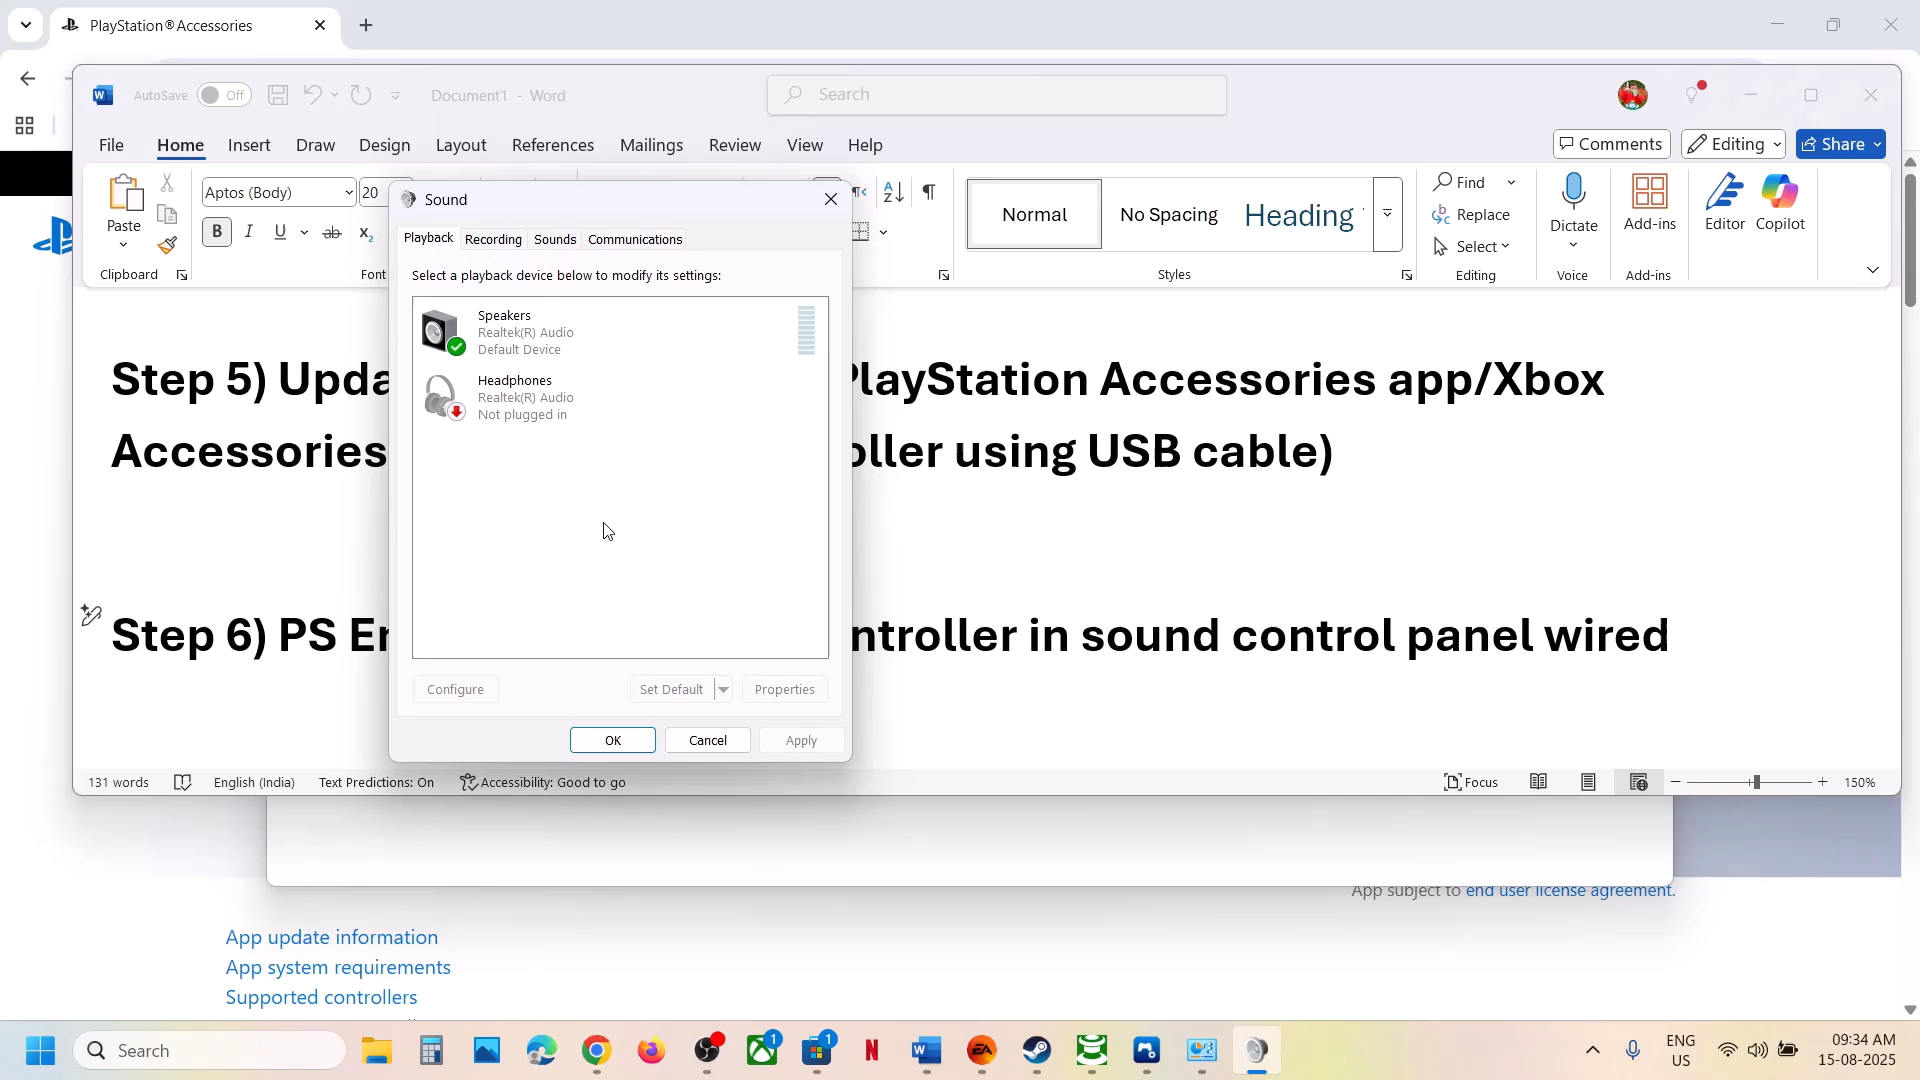 PlayStation®Accessories
AutoSave Off Document1 - Word Search
File Home Insert Draw Design Layout References Mailings Review View Help Comments Editing Share
Paste Clipboard
Aptos (Body) 20
B I U ab x₂ Font
Normal No Spacing Heading Styles
Find
Replace
Select
Editing
Dictate
Voice
Add-ins
Add-ins
Editor Copilot
Sound
Playback Recording Sounds Communications
Select a playback device below to modify its settings:
Speakers
Realtek(R) Audio
Default Device
Headphones
Realtek(R) Audio
Not plugged in
Configure Set Default Properties
OK Cancel Apply
Step 5) Upda PlayStation Accessories app/Xbox
Accessories oller using USB cable)
Step 6) PS En ntroller in sound control panel wired
131 words English (India) Text Predictions: On Accessibility: Good to go Focus 150%
App subject to end user license agreement.
App update information
App system requirements
Supported controllers
Search
1
1
N
EA
ENG
US
09:34 AM
15-08-2025